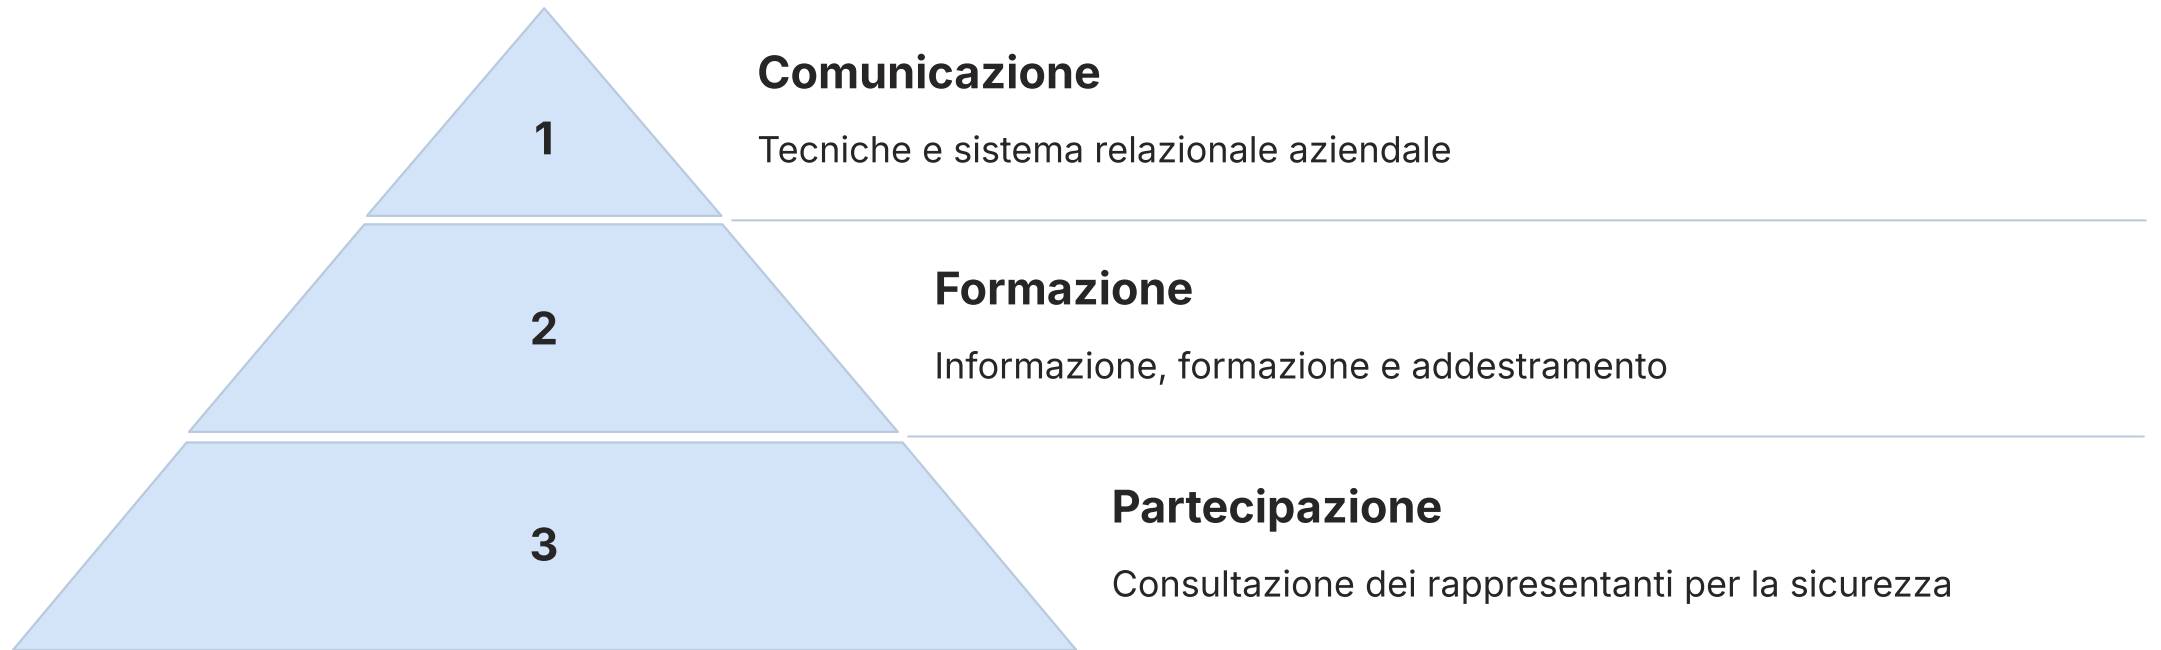 1
Comunicazione
Tecniche e sistema relazionale aziendale
2
Formazione
Informazione, formazione e addestramento
3
Partecipazione
Consultazione dei rappresentanti per la sicurezza